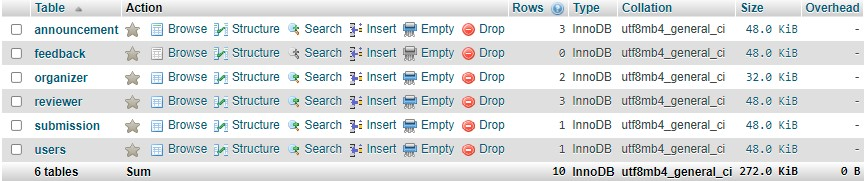 Table Action Rows Type Collation Size Overhead
announcement Browse Structure Search Insert Empty Drop 3 InnoDB utf8mb4_general_ci 48.0 KiB -
feedback Browse Structure Search Insert Empty Drop 0 InnoDB utf8mb4_general_ci 48.0 KiB -
organizer Browse Structure Search Insert Empty Drop 2 InnoDB utf8mb4_general_ci 32.0 KiB -
reviewer Browse Structure Search Insert Empty Drop 3 InnoDB utf8mb4_general_ci 48.0 KiB -
submission Browse Structure Search Insert Empty Drop 1 InnoDB utf8mb4_general_ci 48.0 KiB -
users Browse Structure Search Insert Empty Drop 1 InnoDB utf8mb4_general_ci 48.0 KiB -
6 tables Sum 10 InnoDB utf8mb4_general_ci 272.0 KiB 0 B